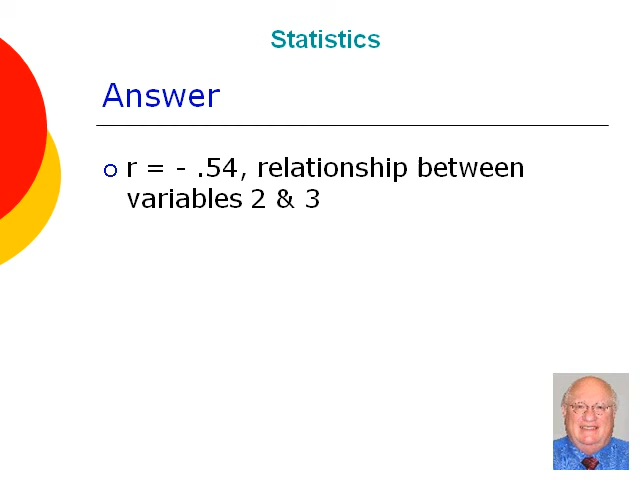 Statistics
Answer
r = - .54, relationship between
variables 2 & 3